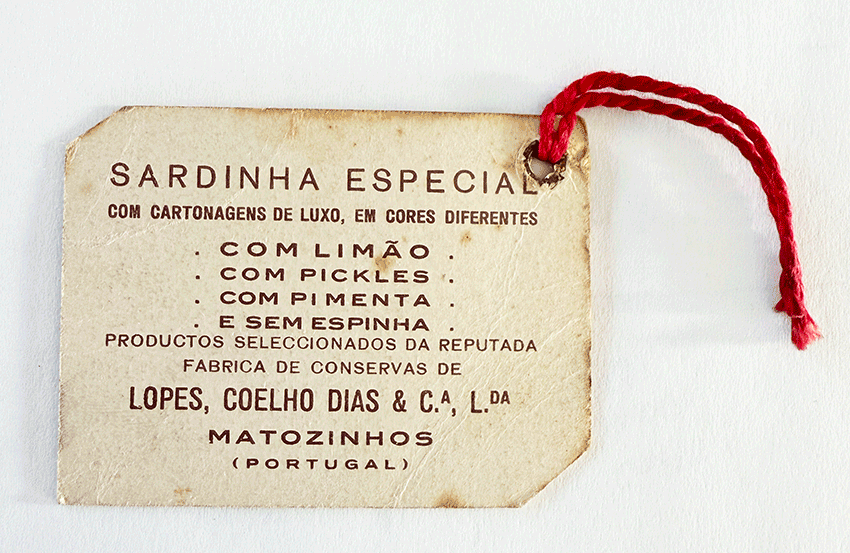 SARDINHA ESPECIAL
COM CARTONAGENS DE LUXO, EM CORES DIFERENTES
. COM LIMÃO .
. COM PICKLES .
. COM PIMENTA .
. E SEM ESPINHA .
PRODUCTOS SELECCIONADOS DA REPUTADA
FABRICA DE CONSERVAS DE
LOPES, COELHO DIAS & C.ᴬ, L.ᴰᴬ
MATOZINHOS
(PORTUGAL)